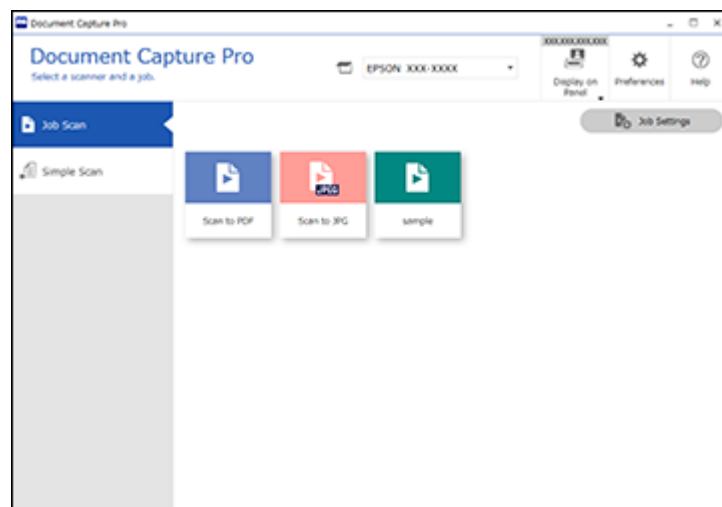 Document Capture Pro
Document Capture Pro
Select a scanner and a job.
EPSON XXX-XXXX
XXX.XXX.XXX.XXX
Display on
Panel
Preferences
Help
Job Scan
Job Settings
Simple Scan
JPEG
Scan to PDF
Scan to JPG
sample